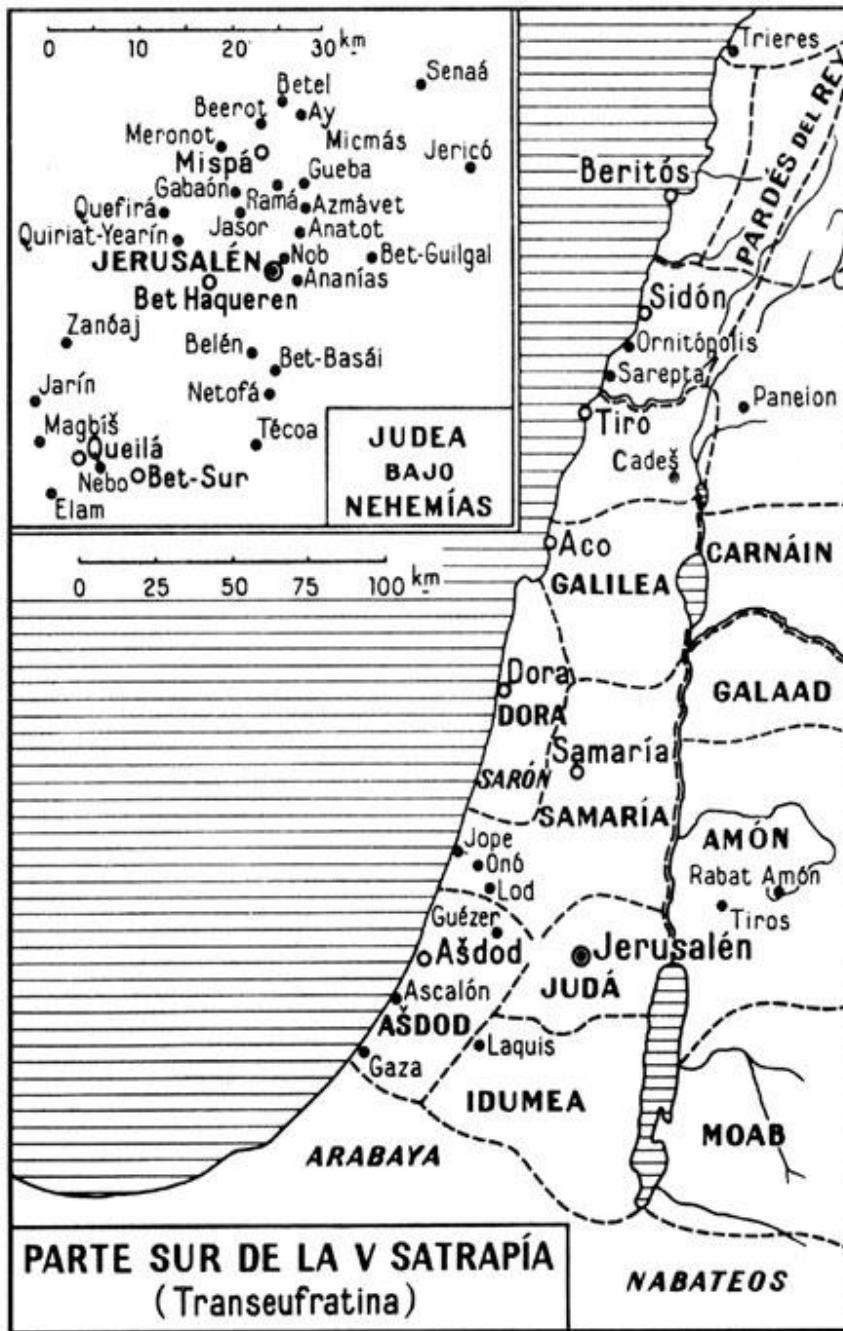 0 10 20 30 km
Betel
Senaá
Beerot
Ay
Meronot
Micmás
Mispá
Jericó
Gueba
Gabaón
Ramá
Quefirá
Azmávet
Jasor
Anatot
Quiriat-Yearín
Nob
Bet-Guilgal
JERUSALÉN
Ananías
Bet Haqueren
Zanóaj
Belén
Bet-Basái
Jarín
Netofá
Magbíš
Técoa
Queilá
Nebo
Bet-Sur
Elam
JUDEA
BAJO
NEHEMÍAS
Trieres
PARDÉS DEL REY
Beritós
Sidón
Ornitópolis
Sarepta
Paneion
Tiro
Cadeš
0 25 50 75 100 km
Aco
CARNÁIN
GALILEA
Dora
GALAAD
DORA
Samaría
SARÓN
SAMARÍA
Jope
AMÓN
Onó
Rabat Amón
Lod
Tiros
Guézer
Ašdod
Jerusalén
JUDÁ
Ascalón
AŠDOD
Laquis
Gaza
IDUMEA
MOAB
ARABAYA
PARTE SUR DE LA V SATRAPÍA
(Transeufratina)
NABATEOS